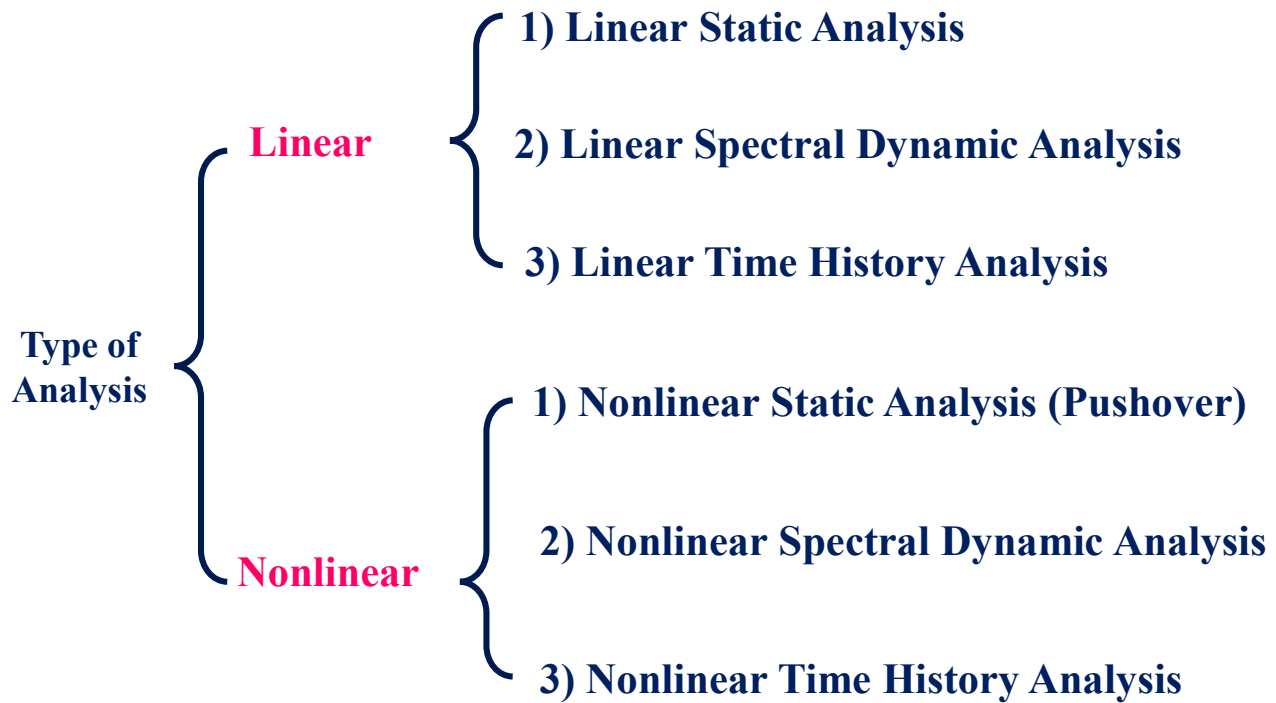 Type of
Analysis
Linear
1) Linear Static Analysis
2) Linear Spectral Dynamic Analysis
3) Linear Time History Analysis
Nonlinear
1) Nonlinear Static Analysis (Pushover)
2) Nonlinear Spectral Dynamic Analysis
3) Nonlinear Time History Analysis